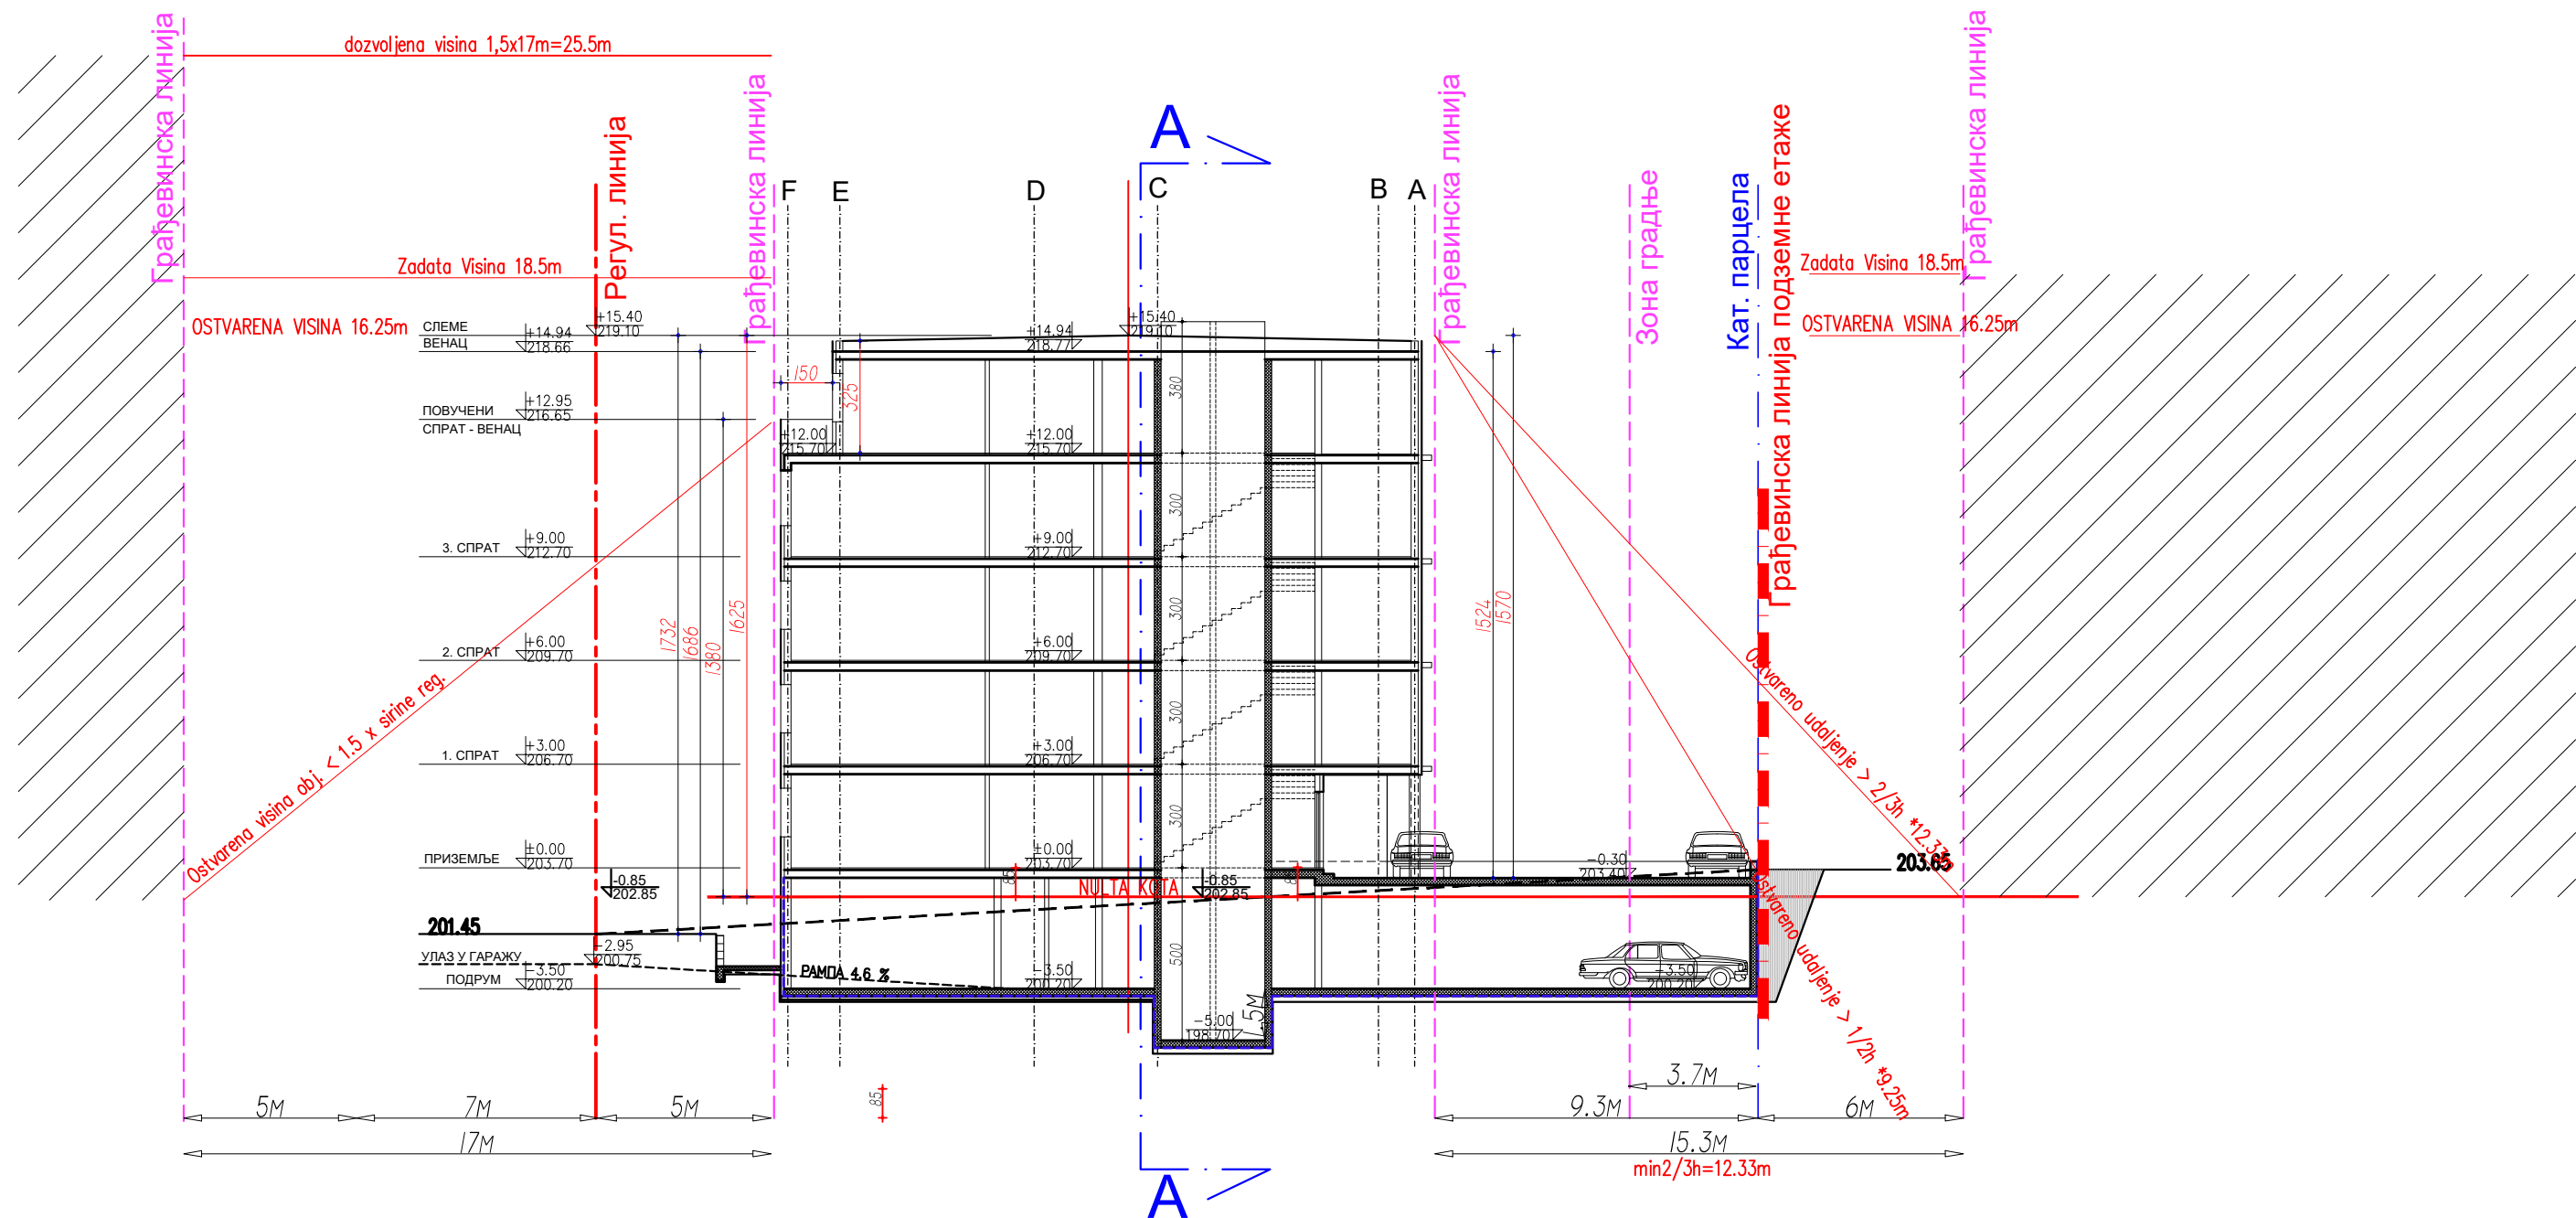 Грађевинска линија
dozvoljena visina 1,5x17m=25.5m
Регул. линија
Грађевинска линија
A
Грађевинска линија
Зона градње
Кат. парцела
Грађевинска линија подземне етаже
Грађевинска линија
F
E
D
C
B
A
Zadata Visina 18.5m
Zadata Visina 18.5m
OSTVARENA VISINA 16.25m
OSTVARENA VISINA 16.25m
СЛЕМЕ
+15.40
219.10
+15.40
219.10
ВЕНАЦ
+14.94
218.66
+14.94
218.77
150
325
380
ПОВУЧЕНИ
СПРАТ - ВЕНАЦ
+12.95
216.65
+12.00
215.70
+12.00
215.70
300
3. СПРАТ
+9.00
212.70
+9.00
212.70
300
1732
1686
1380
1625
1524
1570
2. СПРАТ
+6.00
209.70
+6.00
209.70
300
1. СПРАТ
+3.00
206.70
+3.00
206.70
300
Ostvarena visina obj. < 1.5 x sirine reg.
Ostvareno udaljenje > 2/3h *12.33m
Ostvareno udaljenje > 1/2h *9.25m
ПРИЗЕМЉЕ
±0.00
203.70
±0.00
203.70
-0.30
203.40
203.65
-0.85
202.85
85
NULTA KOTA
-0.85
202.85
85
201.45
УЛАЗ У ГАРАЖУ
-2.95
200.75
РАМПА 4.6 %
500
ПОДРУМ
-3.50
200.20
-3.50
200.20
-3.50
200.20
-5.00
198.70
1.5M
85
3.7M
5M
7M
5M
9.3M
6M
17M
15.3M
min2/3h=12.33m
A